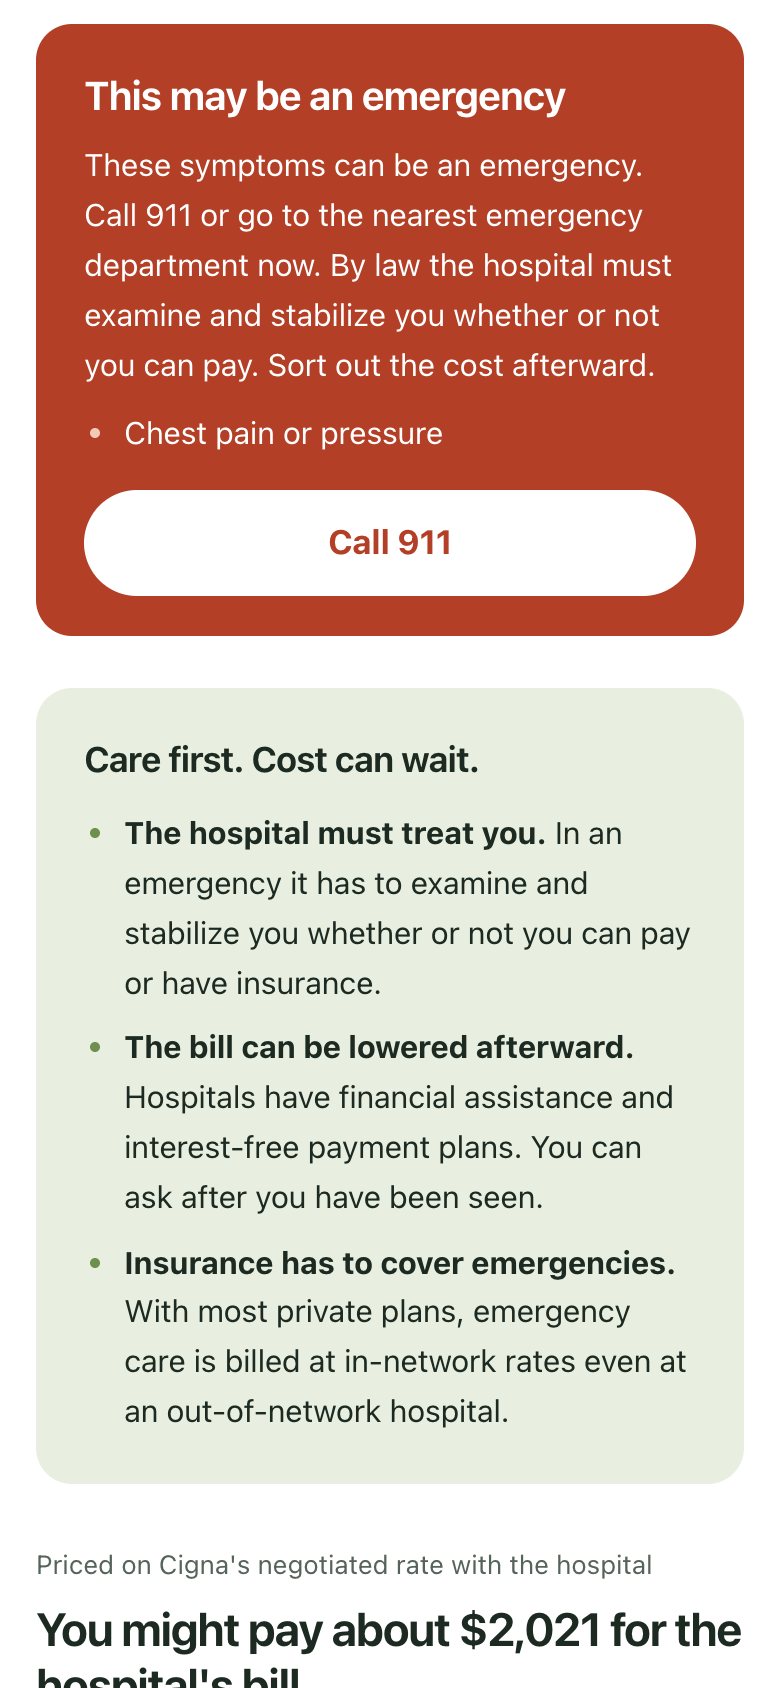 This may be an emergency
These symptoms can be an emergency.
Call 911 or go to the nearest emergency
department now. By law the hospital must
examine and stabilize you whether or not
you can pay. Sort out the cost afterward.
• Chest pain or pressure
Call 911
Care first. Cost can wait.
• The hospital must treat you. In an
emergency it has to examine and
stabilize you whether or not you can pay
or have insurance.
• The bill can be lowered afterward.
Hospitals have financial assistance and
interest-free payment plans. You can
ask after you have been seen.
• Insurance has to cover emergencies.
With most private plans, emergency
care is billed at in-network rates even at
an out-of-network hospital.
Priced on Cigna's negotiated rate with the hospital
You might pay about $2,021 for the
hospital's bill